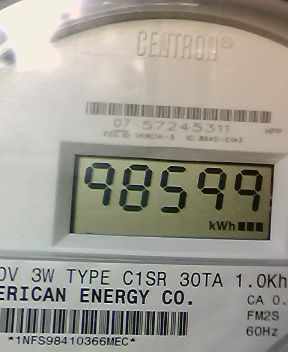 CENTRON®
07 57245311
HPP
98599
kWh
0V 3W TYPE C1SR 30TA 1.0Kh
ERICAN ENERGY CO.
CA 0.
FM2S
60Hz
*1NFS98410366MEC*